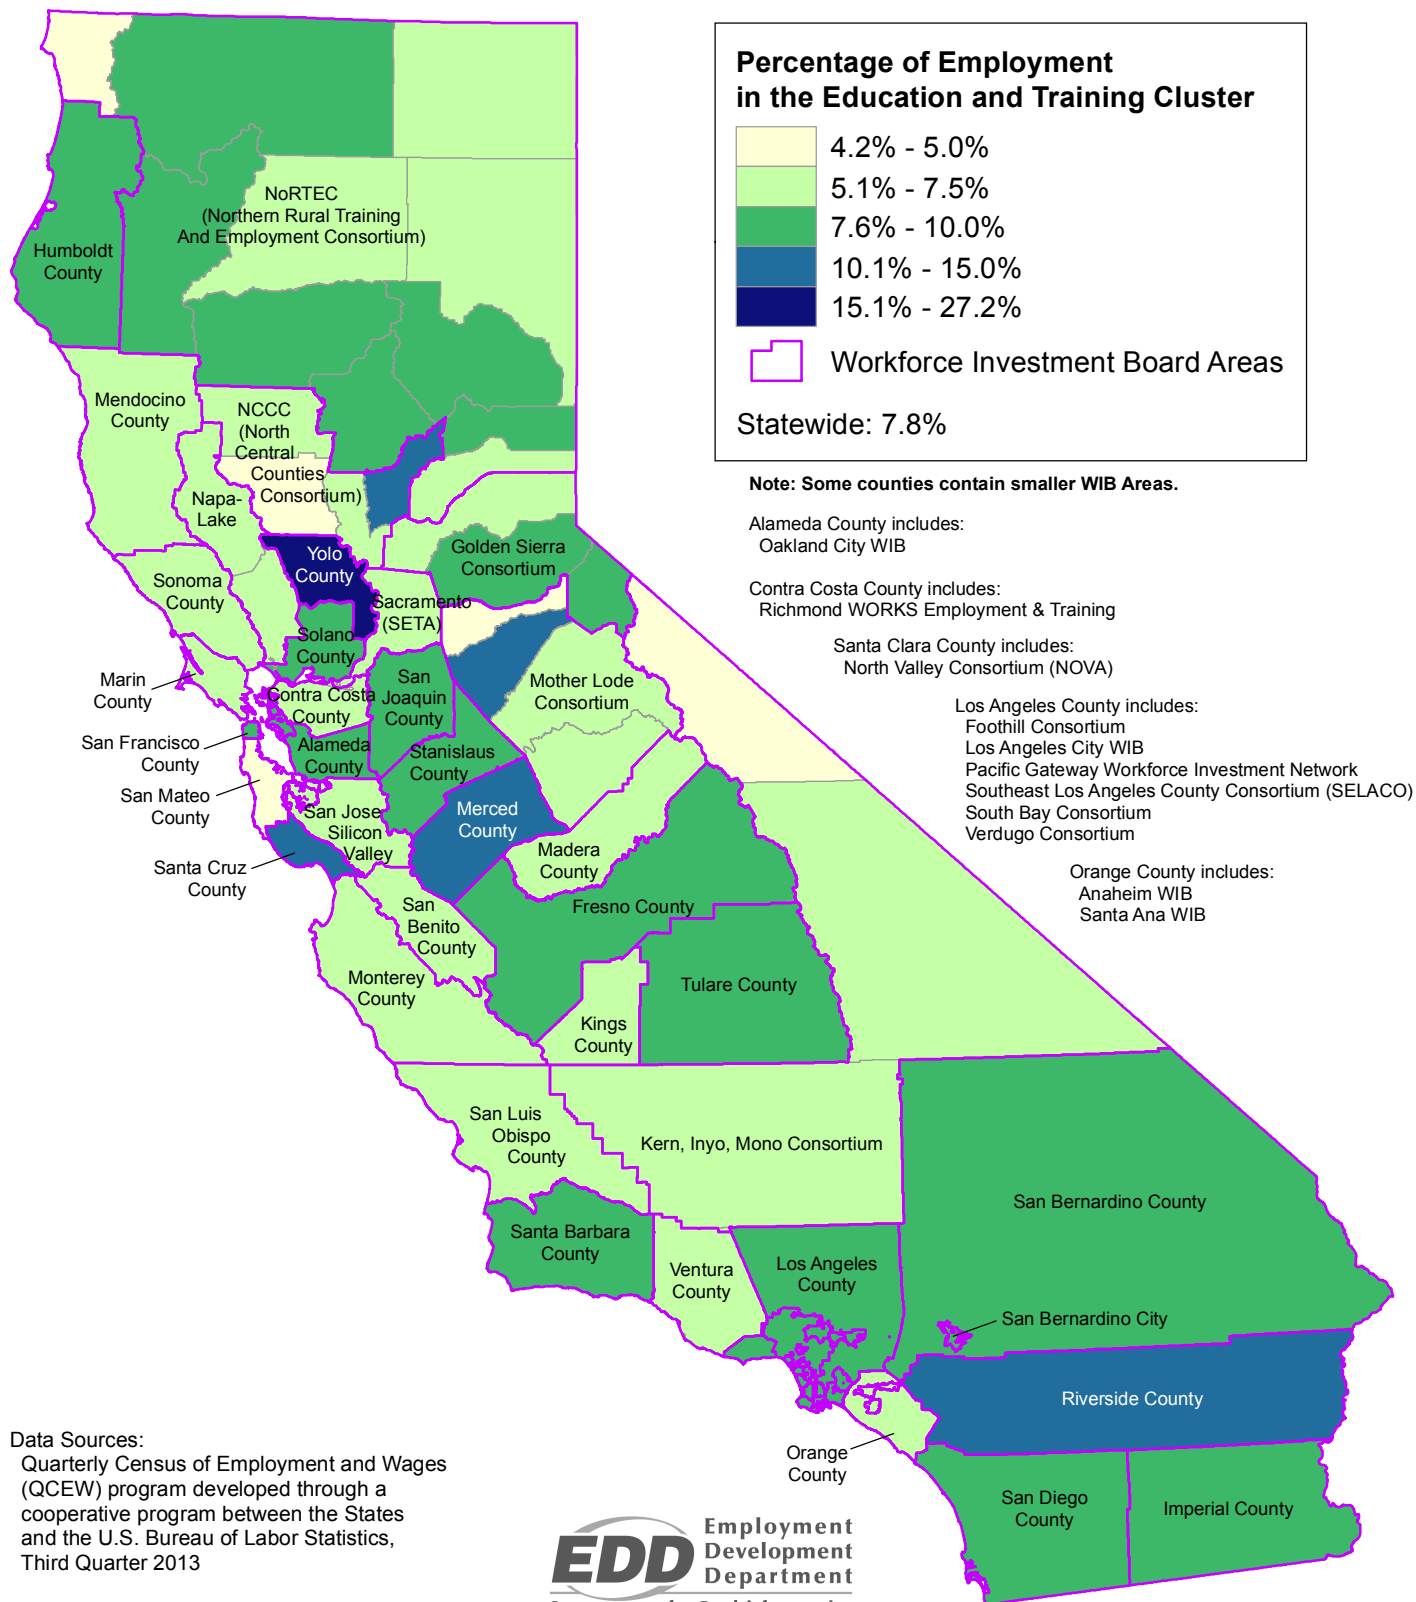 Percentage of Employment
in the Education and Training Cluster
4.2% - 5.0%
5.1% - 7.5%
7.6% - 10.0%
10.1% - 15.0%
15.1% - 27.2%
Workforce Investment Board Areas
Statewide: 7.8%
Note: Some counties contain smaller WIB Areas.
Alameda County includes:
Oakland City WIB
Contra Costa County includes:
Richmond WORKS Employment & Training
Santa Clara County includes:
North Valley Consortium (NOVA)
Los Angeles County includes:
Foothill Consortium
Los Angeles City WIB
Pacific Gateway Workforce Investment Network
Southeast Los Angeles County Consortium (SELACO)
South Bay Consortium
Verdugo Consortium
Orange County includes:
Anaheim WIB
Santa Ana WIB
NoRTEC
(Northern Rural Training
And Employment Consortium)
Humboldt
County
Mendocino
County
NCCC
(North
Central
Counties
Consortium)
Napa-
Lake
Yolo
County
Golden Sierra
Consortium
Sonoma
County
Sacramento
(SETA)
Solano
County
Marin
County
Contra Costa
County
San
Joaquin
County
Mother Lode
Consortium
San Francisco
County
Alameda
County
Stanislaus
County
San Mateo
County
San Jose
Silicon
Valley
Merced
County
Santa Cruz
County
Madera
County
San
Benito
County
Fresno County
Monterey
County
Tulare County
Kings
County
San Luis
Obispo
County
Kern, Inyo, Mono Consortium
San Bernardino County
Santa Barbara
County
Ventura
County
Los Angeles
County
San Bernardino City
Riverside County
Orange
County
San Diego
County
Imperial County
Data Sources:
Quarterly Census of Employment and Wages
(QCEW) program developed through a
cooperative program between the States
and the U.S. Bureau of Labor Statistics,
Third Quarter 2013
EDD
Employment
Development
Department